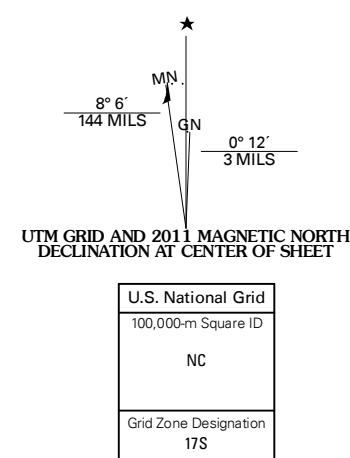 ★
MN
8° 6´
144 MILS
GN
0° 12´
3 MILS
UTM GRID AND 2011 MAGNETIC NORTH
DECLINATION AT CENTER OF SHEET
U.S. National Grid
100,000-m Square ID
NC
Grid Zone Designation
17S